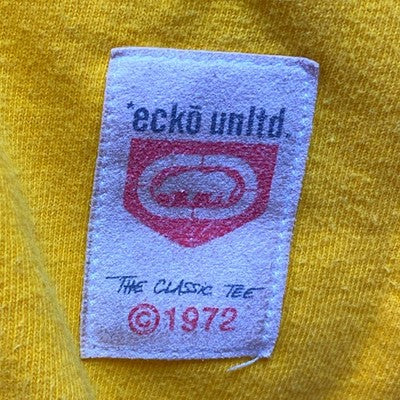 *eckō unltd.
THE CLASSIC TEE
©1972